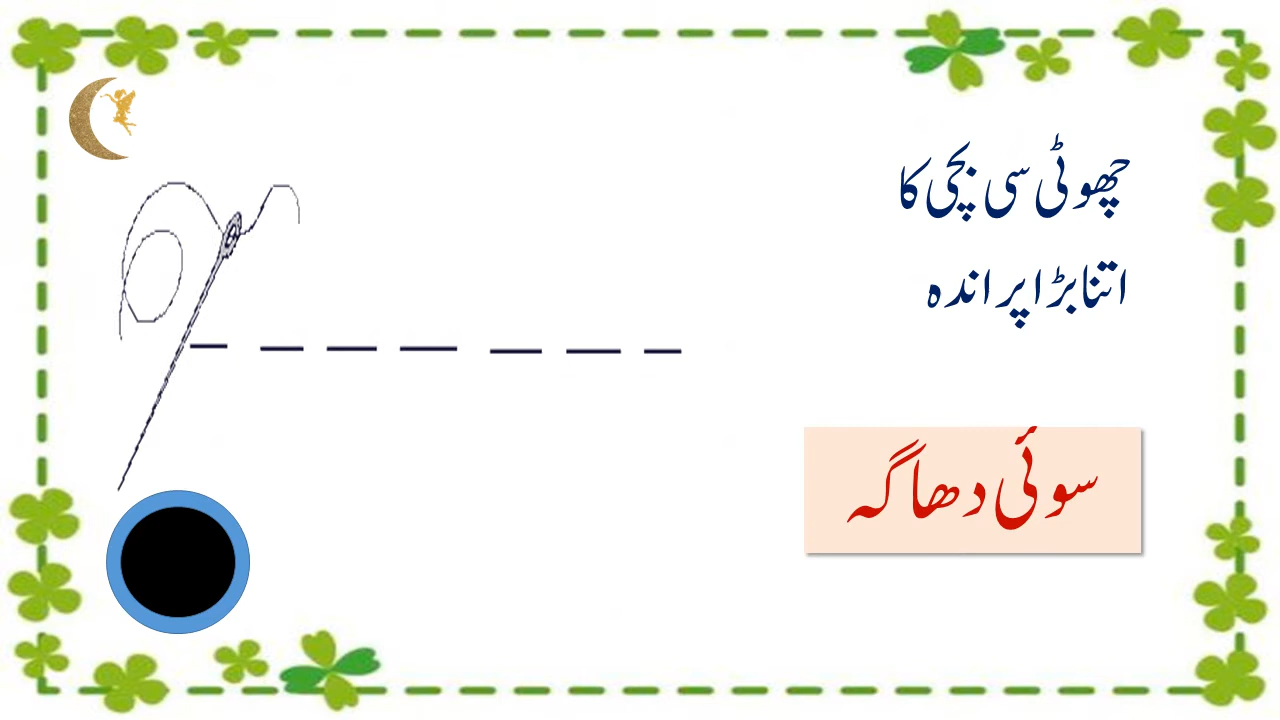 چھوٹی سی بچی کا
اتنا بڑا پراندہ
سوئی دھاگہ